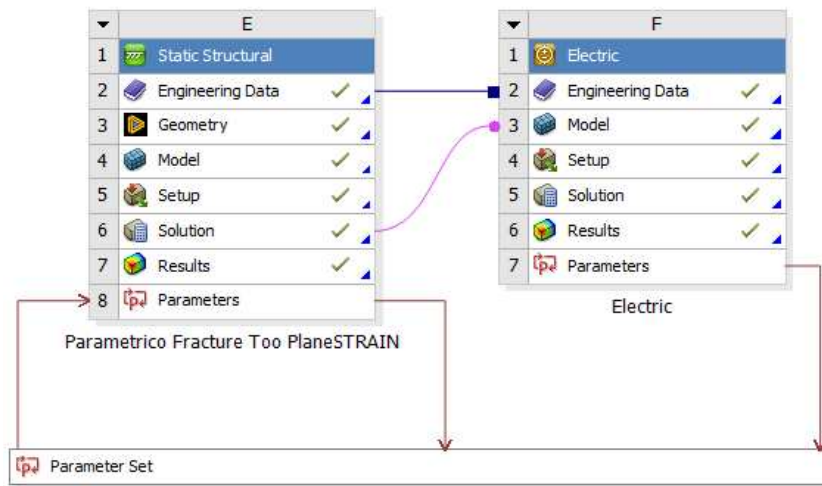 E
1 Static Structural
2 Engineering Data
3 Geometry
4 Model
5 Setup
6 Solution
7 Results
8 Parameters
Parametrico Fracture Too PlaneSTRAIN
F
1 Electric
2 Engineering Data
3 Model
4 Setup
5 Solution
6 Results
7 Parameters
Electric
Parameter Set